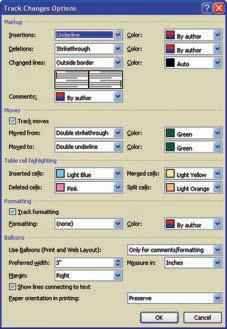 Track Changes Options
Markup
Insertions: Underline Color: By author
Deletions: Strikethrough Color: By author
Changed lines: Outside border Color: Auto
Comments: By author
Moves
Track moves
Moved from: Double strikethrough Color: Green
Moved to: Double underline Color: Green
Table cell highlighting
Inserted cells: Light Blue Merged cells: Light Yellow
Deleted cells: Pink Split cells: Light Orange
Formatting
Track formatting
Formatting: (none) Color: By author
Balloons
Use Balloons (Print and Web Layout): Only for comments/formatting
Preferred width: 3" Measure in: Inches
Margin: Right
Show lines connecting to text
Paper orientation in printing: Preserve
OK Cancel